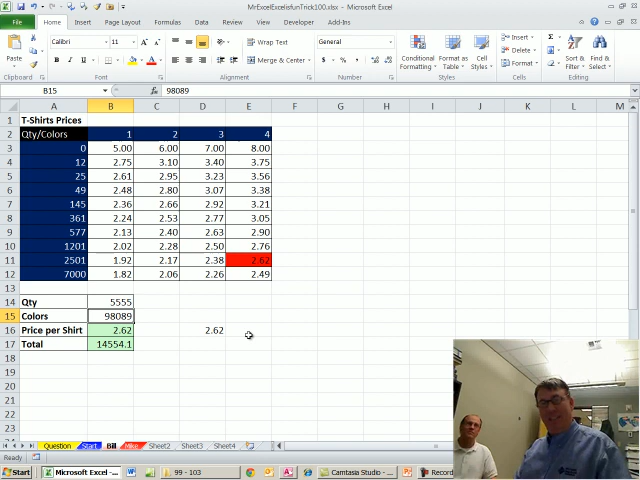 MrExcelExcelisfunTrick100.xlsx - Microsoft Excel
File Home Insert Page Layout Formulas Data Review View Developer Add-Ins
Calibri 11 Wrap Text General Insert
Paste Merge & Center Conditional Formatting Format as Table Cell Styles Delete Sort & Filter Find & Select
Format
Clipboard Font Alignment Number Styles Cells Editing
B15 fx 98089
A B C D E F G H I J K L M
1 T-Shirts Prices
2 Qty/Colors 1 2 3 4
3 0 5.00 6.00 7.00 8.00
4 12 2.75 3.10 3.40 3.75
5 25 2.61 2.95 3.23 3.56
6 49 2.48 2.80 3.07 3.38
7 145 2.36 2.66 2.92 3.21
8 361 2.24 2.53 2.77 3.05
9 577 2.13 2.40 2.63 2.90
10 1201 2.02 2.28 2.50 2.76
11 2501 1.92 2.17 2.38 2.62
12 7000 1.82 2.06 2.26 2.49
13
14 Qty 5555
15 Colors 98089
16 Price per Shirt 2.62 2.62
17 Total 14554.1
18
19
20
21
22
23
Question Start Bill Mike Sheet2 Sheet3 Sheet4
Ready 100%
Start Microsoft Excel 99 - 103 Camtasia Studio - Record